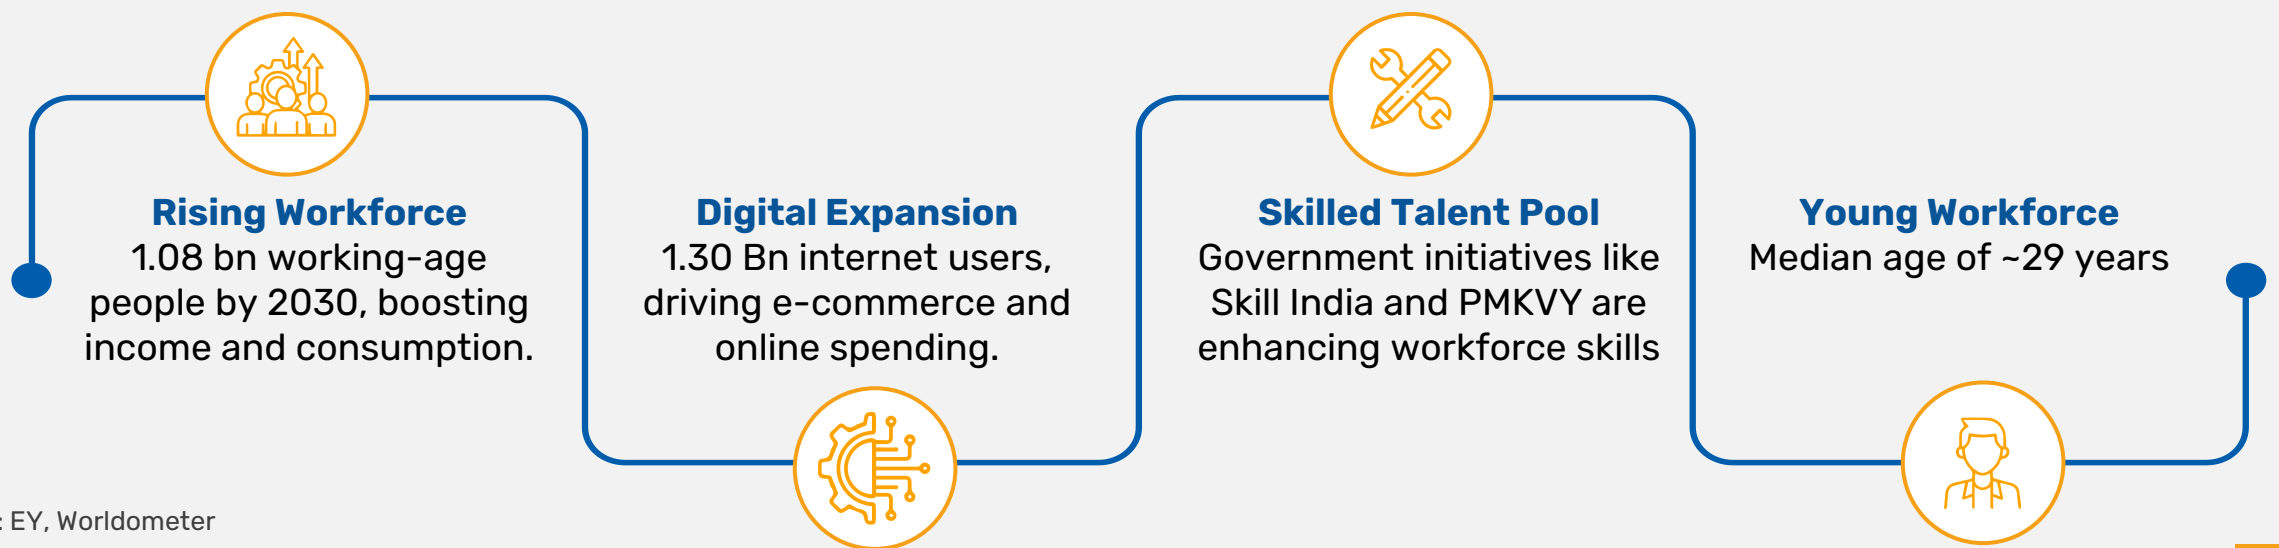 Rising Workforce
1.08 bn working-age
people by 2030, boosting
income and consumption.
Digital Expansion
1.30 Bn internet users,
driving e-commerce and
online spending.
Skilled Talent Pool
Government initiatives like
Skill India and PMKVY are
enhancing workforce skills
Young Workforce
Median age of ~29 years
: EY, Worldometer